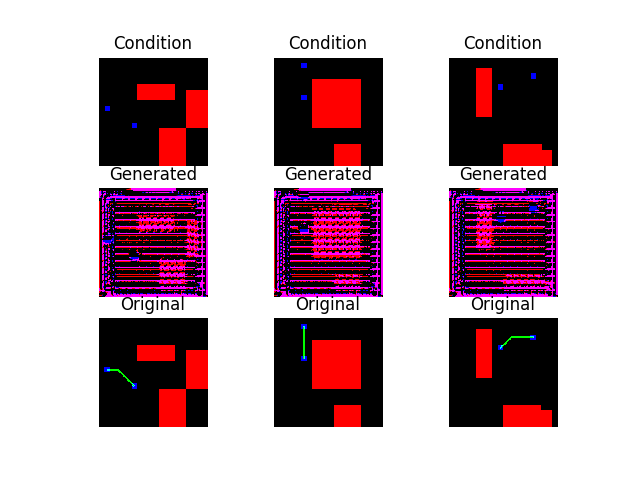 Condition Condition Condition
Generated Generated Generated
Original Original Original